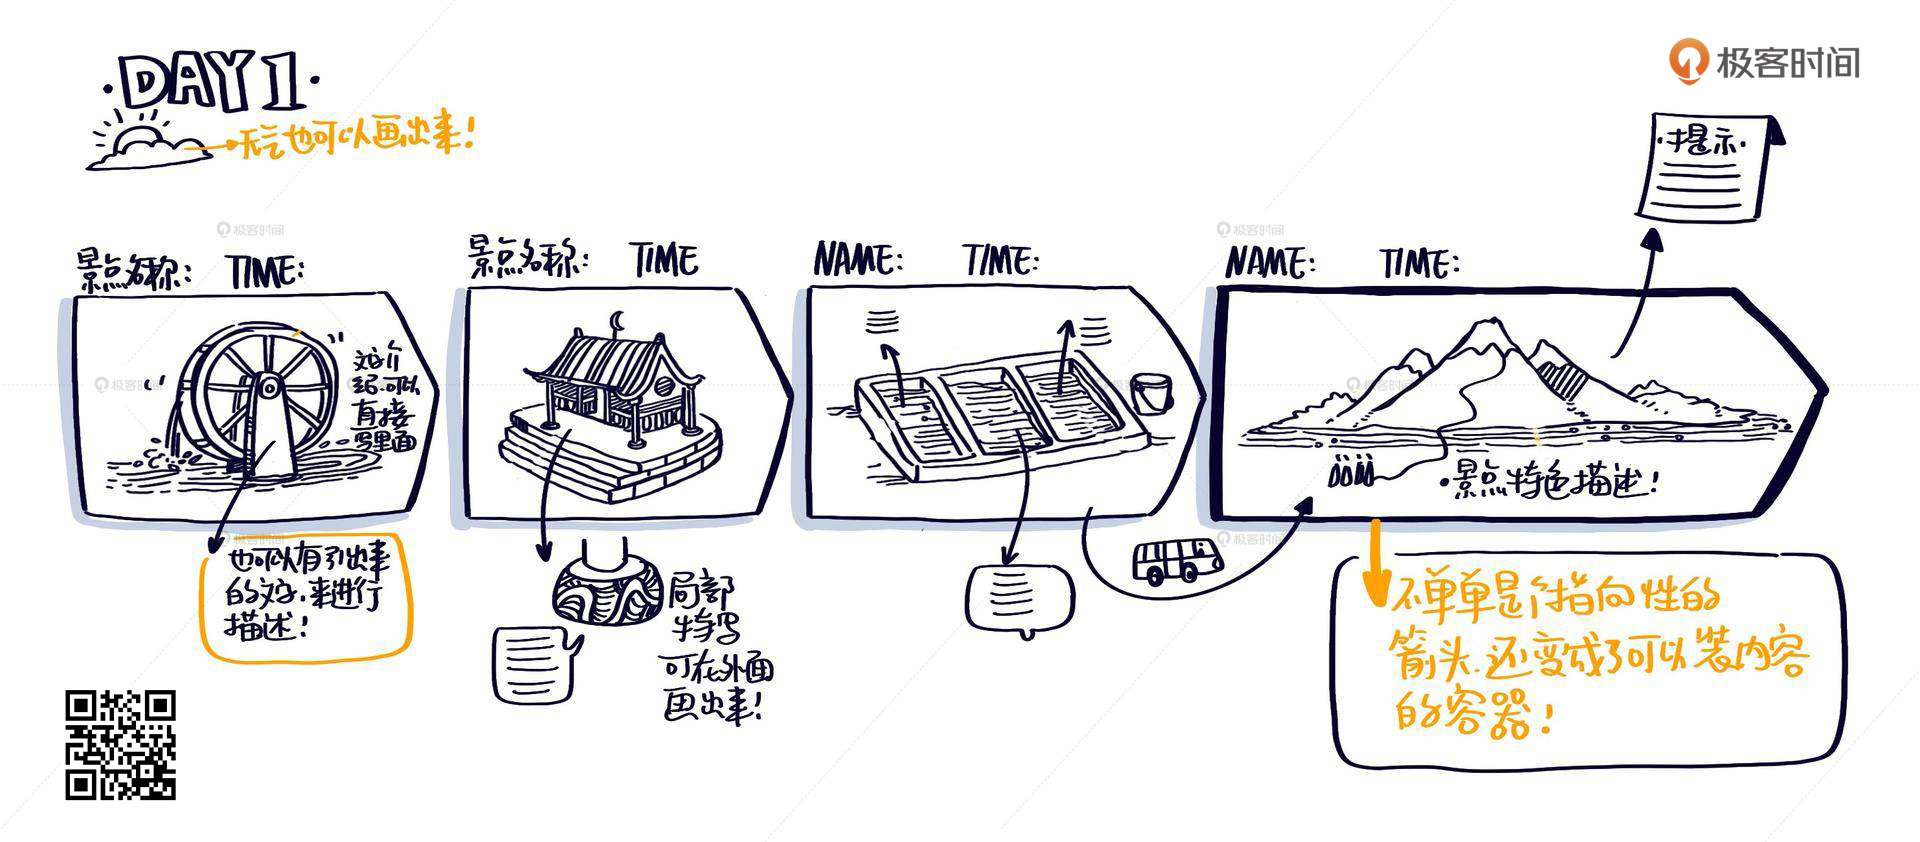 DAY 1
天气也可以画出来!
极客时间
·提示·
景点名称: TIME:
景点名称: TIME
NAME: TIME:
NAME: TIME:
文字介
绍可以
直接
写里面
·景点特色描述!
也可以有引出来
的文字,来进行
描述!
局部
特写
可在外面
画出来!
不单单是个指向性的
箭头,还变成了可以装内容
的容器!